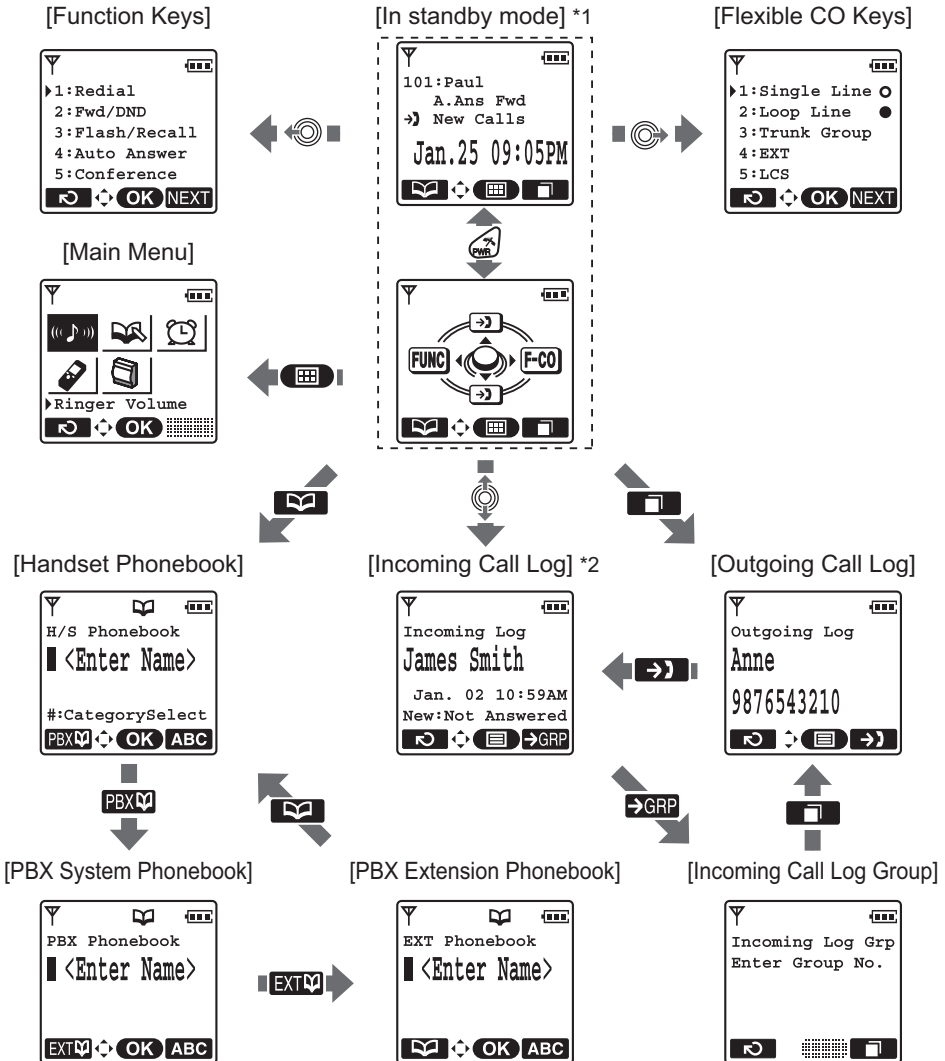 [Function Keys]
[In standby mode] *1
[Flexible CO Keys]
1:Redial
2:Fwd/DND
3:Flash/Recall
4:Auto Answer
5:Conference
OK NEXT
101:Paul
A.Ans Fwd
New Calls
Jan.25 09:05PM
1:Single Line
2:Loop Line
3:Trunk Group
4:EXT
5:LCS
OK NEXT
PWR
[Main Menu]
Ringer Volume
OK
FUNC
F-CO
[Handset Phonebook]
[Incoming Call Log] *2
[Outgoing Call Log]
H/S Phonebook
<Enter Name>
#:CategorySelect
PBX OK ABC
Incoming Log
James Smith
Jan. 02 10:59AM
New:Not Answered
GRP
Outgoing Log
Anne
9876543210
PBX
GRP
[PBX System Phonebook]
[PBX Extension Phonebook]
[Incoming Call Log Group]
PBX Phonebook
<Enter Name>
EXT OK ABC
EXT
EXT Phonebook
<Enter Name>
OK ABC
Incoming Log Grp
Enter Group No.